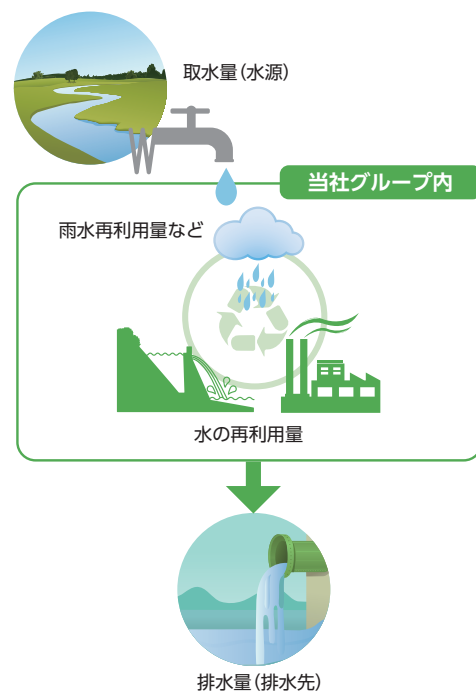 取水量(水源)
当社グループ内
雨水再利用量など
水の再利用量
排水量(排水先)